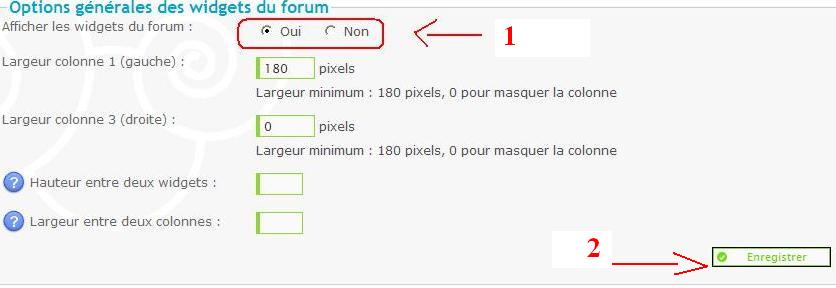 Options générales des widgets du forum
Afficher les widgets du forum : Oui Non 1
Largeur colonne 1 (gauche) : 180 pixels
Largeur minimum : 180 pixels, 0 pour masquer la colonne
Largeur colonne 3 (droite) : 0 pixels
Largeur minimum : 180 pixels, 0 pour masquer la colonne
? Hauteur entre deux widgets :
? Largeur entre deux colonnes :
2 Enregistrer